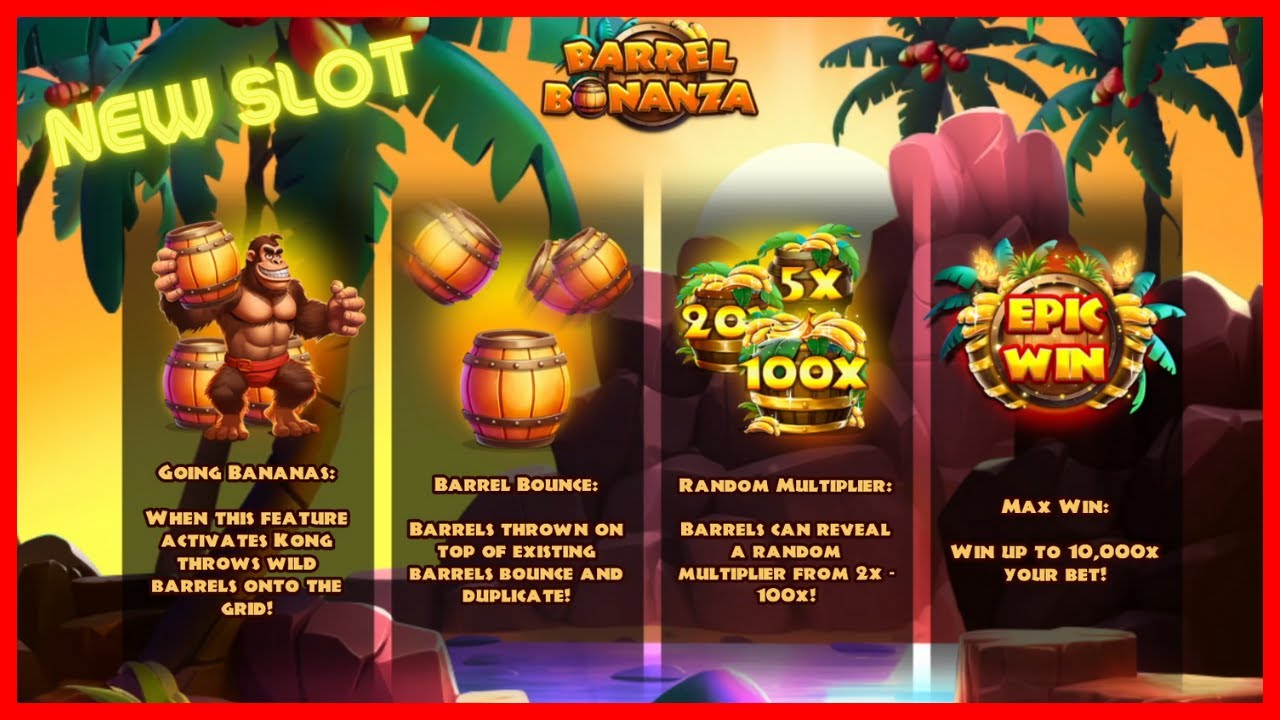 NEW SLOT
BARREL
BONANZA
5X
20
100X
EPIC
WIN
GOING BANANAS:
WHEN THIS FEATURE
ACTIVATES KONG
THROWS WILD
BARRELS ONTO THE
GRID!
BARREL BOUNCE:
BARRELS THROWN ON
TOP OF EXISTING
BARRELS BOUNCE AND
DUPLICATE!
RANDOM MULTIPLIER:
BARRELS CAN REVEAL
A RANDOM
MULTIPLIER FROM 2X -
100X!
MAX WIN:
WIN UP TO 10,000X
YOUR BET!